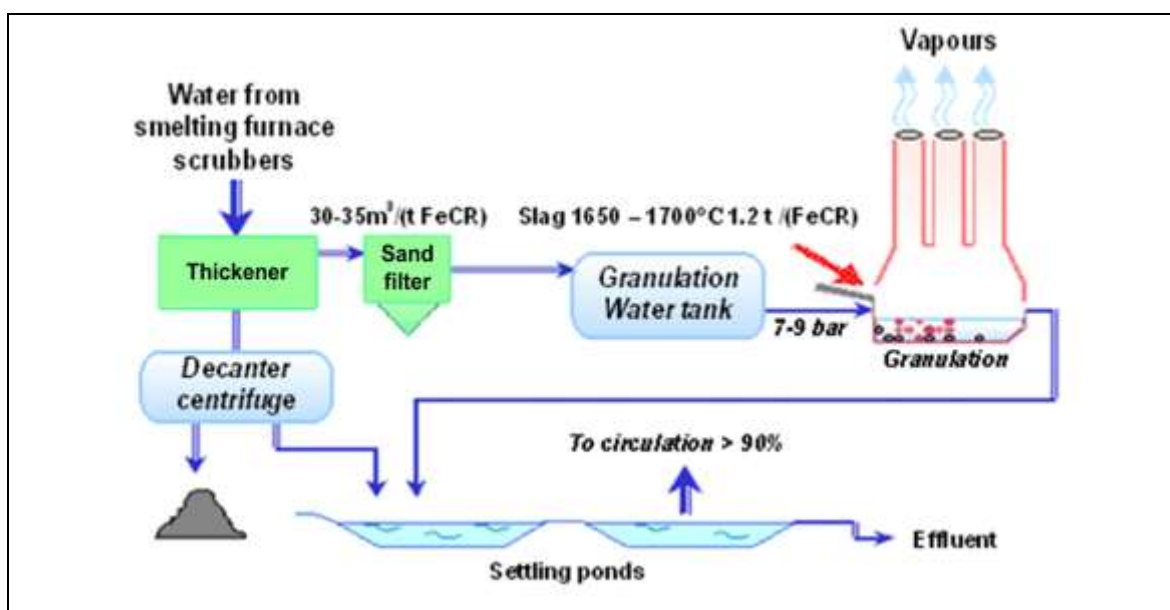 Vapours
Water from
smelting furnace
scrubbers
30-35m³/(t FeCR)
Slag 1650 – 1700°C 1.2 t /(FeCR)
Thickener
Sand
filter
Granulation
Water tank
7-9 bar
Granulation
Decanter
centrifuge
To circulation > 90%
Effluent
Settling ponds